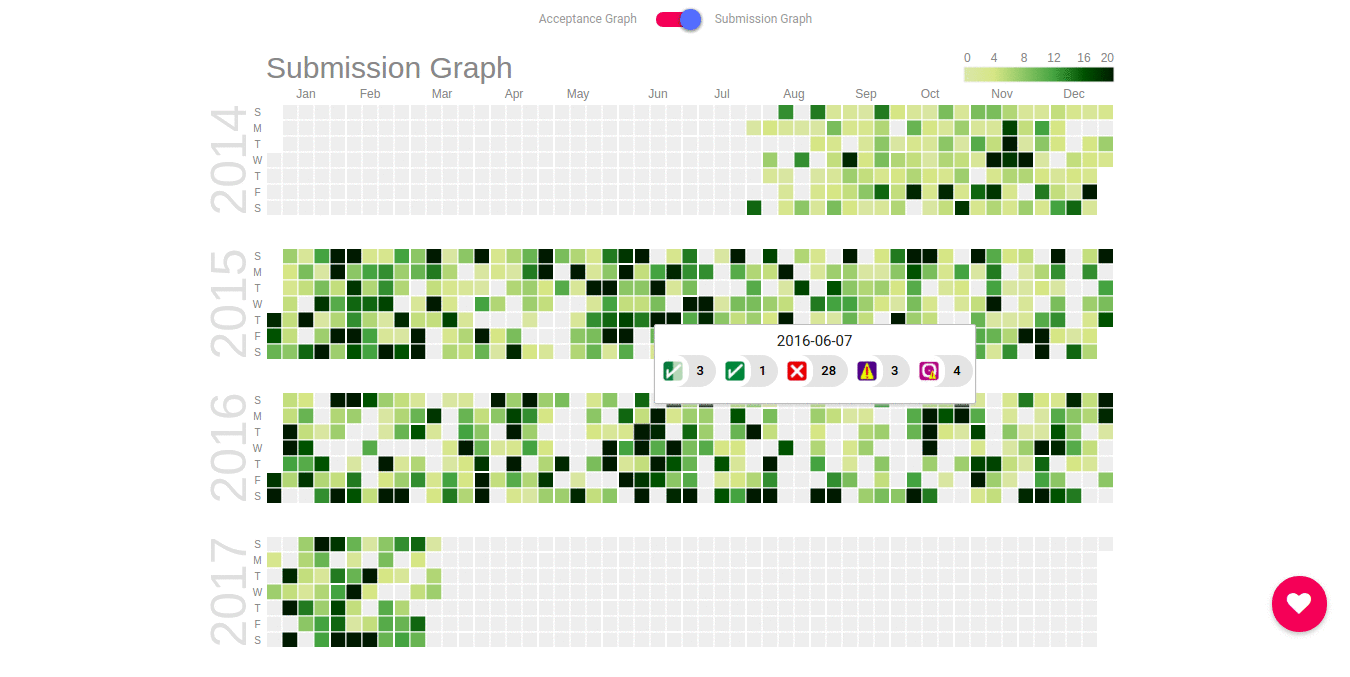 Acceptance Graph Submission Graph
Submission Graph
0 4 8 12 16 20
Jan Feb Mar Apr May Jun Jul Aug Sep Oct Nov Dec
2014
S
M
T
W
T
F
S
2015
S
M
T
W
T
F
S
2016-06-07
3 1 28 3 4
2016
S
M
T
W
T
F
S
2017
S
M
T
W
T
F
S